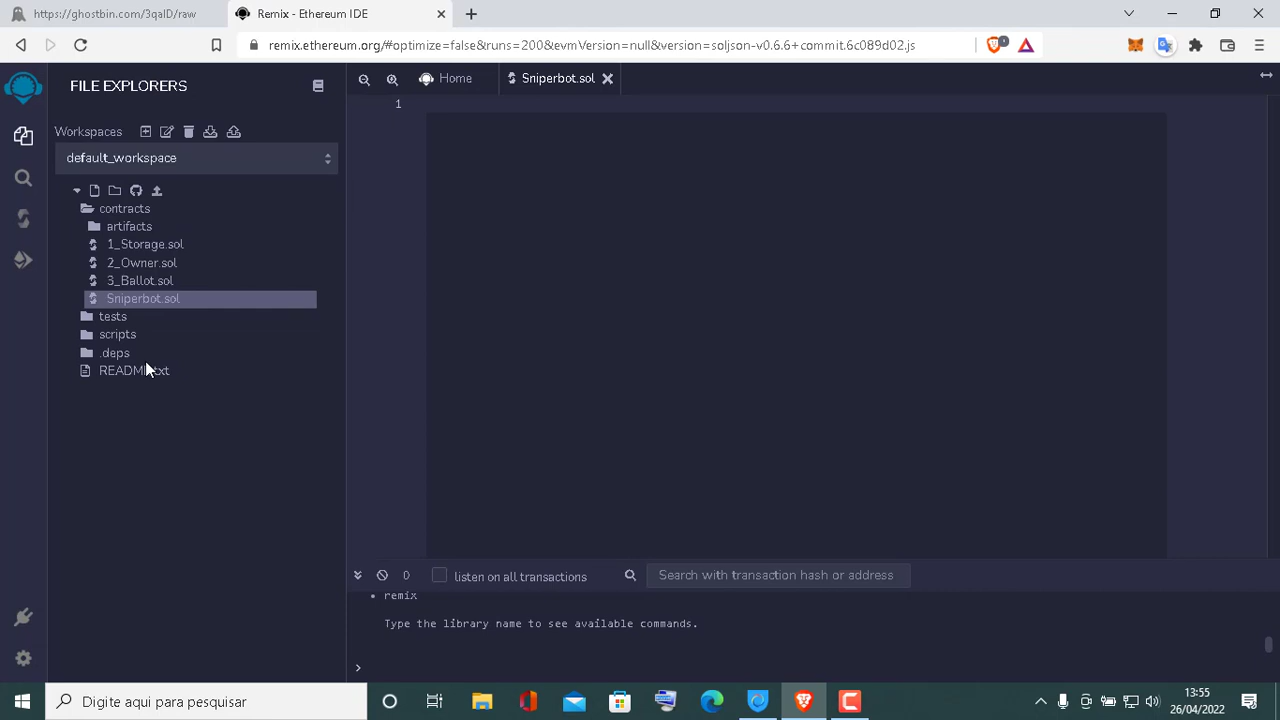 https://ghostbin.com/3qaID/raw
Remix - Ethereum IDE
remix.ethereum.org/#optimize=false&runs=200&evmVersion=null&version=soljson-v0.6.6+commit.6c089d02.js
FILE EXPLORERS
Home
Sniperbot.sol
Workspaces
1
default_workspace
contracts
artifacts
1_Storage.sol
2_Owner.sol
3_Ballot.sol
Sniperbot.sol
tests
scripts
.deps
README.txt
0
listen on all transactions
Search with transaction hash or address
remix
Type the library name to see available commands.
>
Digite aqui para pesquisar
13:55
26/04/2022